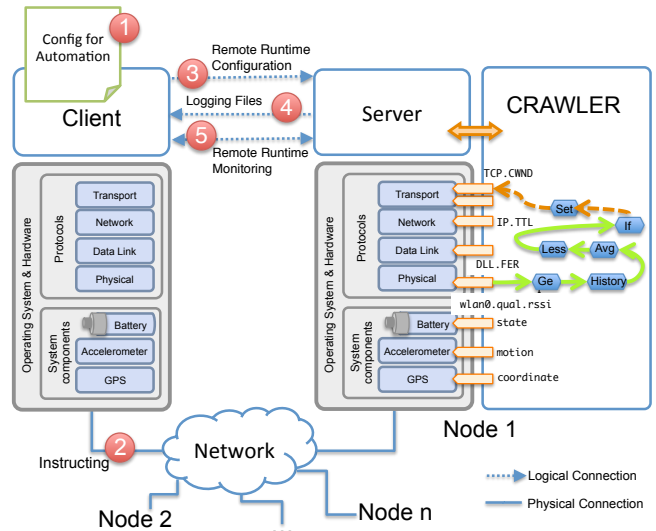 1
Config for
Automation
Client
3
Remote Runtime
Configuration
Logging Files
4
5
Remote Runtime
Monitoring
Server
CRAWLER
Operating System & Hardware
Protocols
Transport
Network
Data Link
Physical
System
components
Battery
Accelerometer
GPS
Operating System & Hardware
Protocols
Transport
Network
Data Link
Physical
System
components
Battery
Accelerometer
GPS
TCP.CWND
IP.TTL
DLL.FER
wlan0.qual.rssi
state
motion
coordinate
Set
If
Less
Avg
Ge
History
Node 1
2
Instructing
Network
Node 2
...
Node n
Logical Connection
Physical Connection